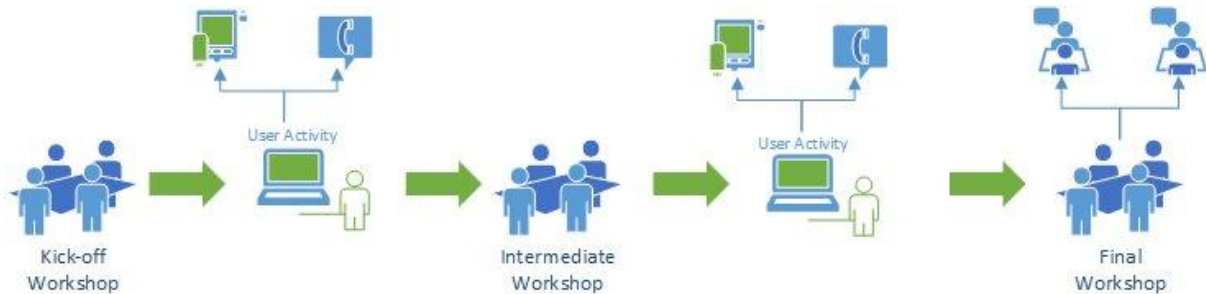 User Activity
User Activity
Kick-off
Workshop
Intermediate
Workshop
Final
Workshop